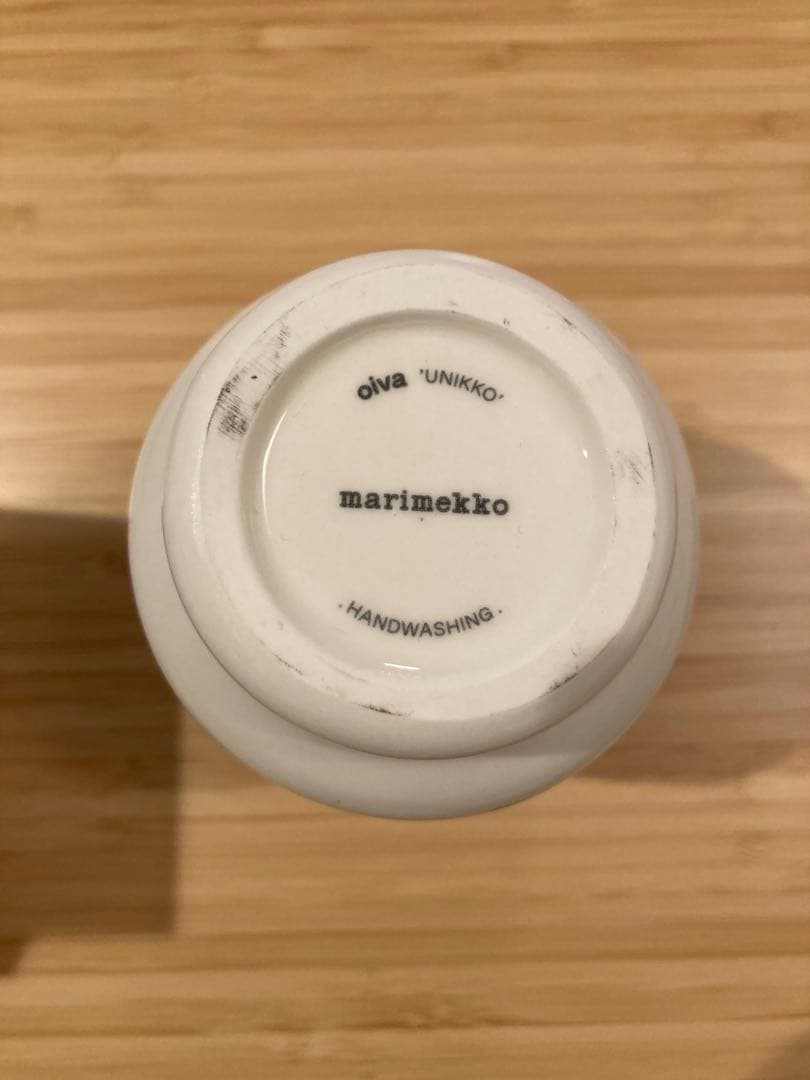 oiva 'UNIKKO'
marimekko
· HANDWASHING ·